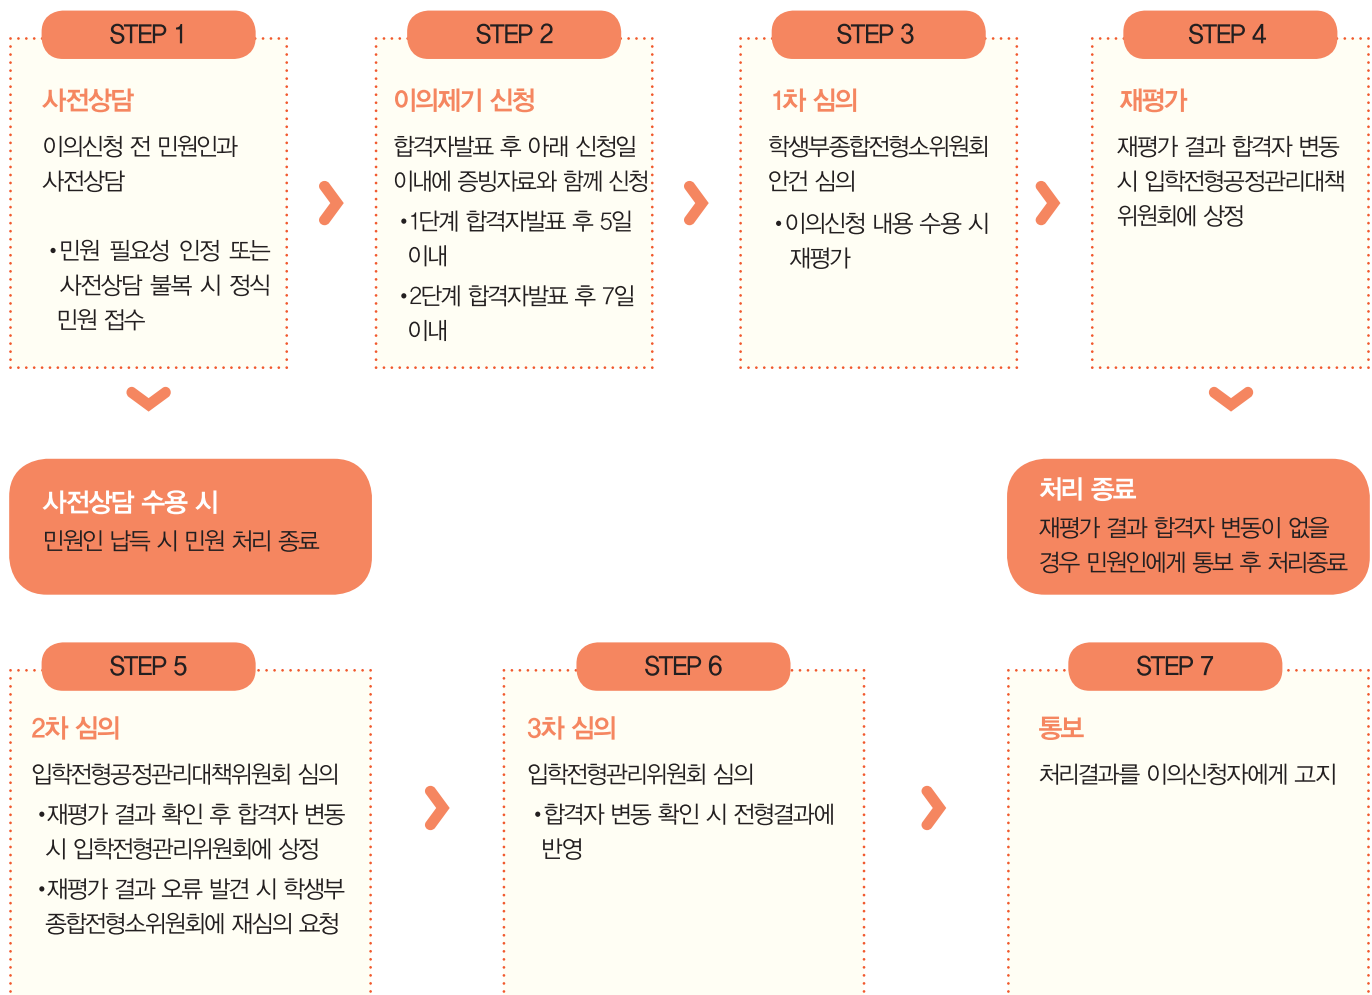 STEP 1
사전상담
이의신청 전 민원인과
사전상담
•민원 필요성 인정 또는
사전상담 불복 시 정식
민원 접수
STEP 2
이의제기 신청
합격자발표 후 아래 신청일
이내에 증빙자료와 함께 신청
•1단계 합격자발표 후 5일
이내
•2단계 합격자발표 후 7일
이내
STEP 3
1차 심의
학생부종합전형소위원회
안건 심의
•이의신청 내용 수용 시
재평가
STEP 4
재평가
재평가 결과 합격자 변동
시 입학전형공정관리대책
위원회에 상정
사전상담 수용 시
민원인 납득 시 민원 처리 종료
처리 종료
재평가 결과 합격자 변동이 없을
경우 민원인에게 통보 후 처리종료
STEP 5
2차 심의
입학전형공정관리대책위원회 심의
•재평가 결과 확인 후 합격자 변동
시 입학전형관리위원회에 상정
•재평가 결과 오류 발견 시 학생부
종합전형소위원회에 재심의 요청
STEP 6
3차 심의
입학전형관리위원회 심의
•합격자 변동 확인 시 전형결과에
반영
STEP 7
통보
처리결과를 이의신청자에게 고지